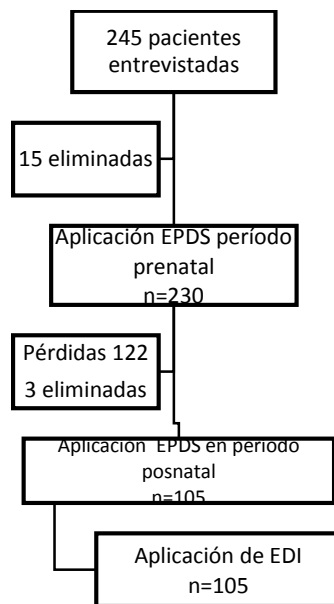 245 pacientes
entrevistadas
15 eliminadas
Aplicación EPDS período
prenatal
n=230
Pérdidas 122
3 eliminadas
Aplicación EPDS en período
posnatal
n=105
Aplicación de EDI
n=105